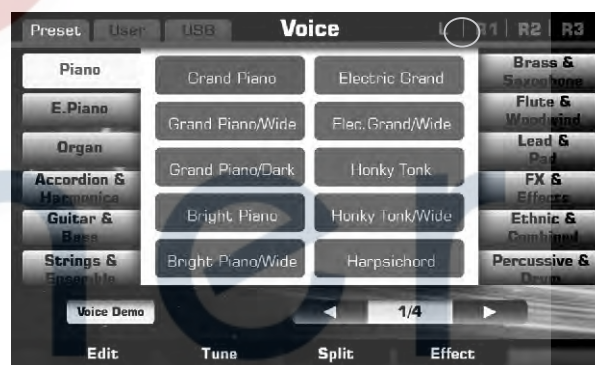 Preset User USB Voice L R1 R2 R3
Piano Grand Piano Electric Grand Brass & Saxophone
E.Piano Grand Piano/Wide Elec.Grand/Wide Flute & Woodwind
Organ Grand Piano/Dark Honky Tonk Lead & Pad
Accordion & Harmonica Bright Piano Honky Tonk/Wide FX & Effects
Guitar & Bass Bright Piano/Wide Harpsichord Ethnic & Combined
Strings & Ensemble Percussive & Drum
Voice Demo 1/4
Edit Tune Split Effect